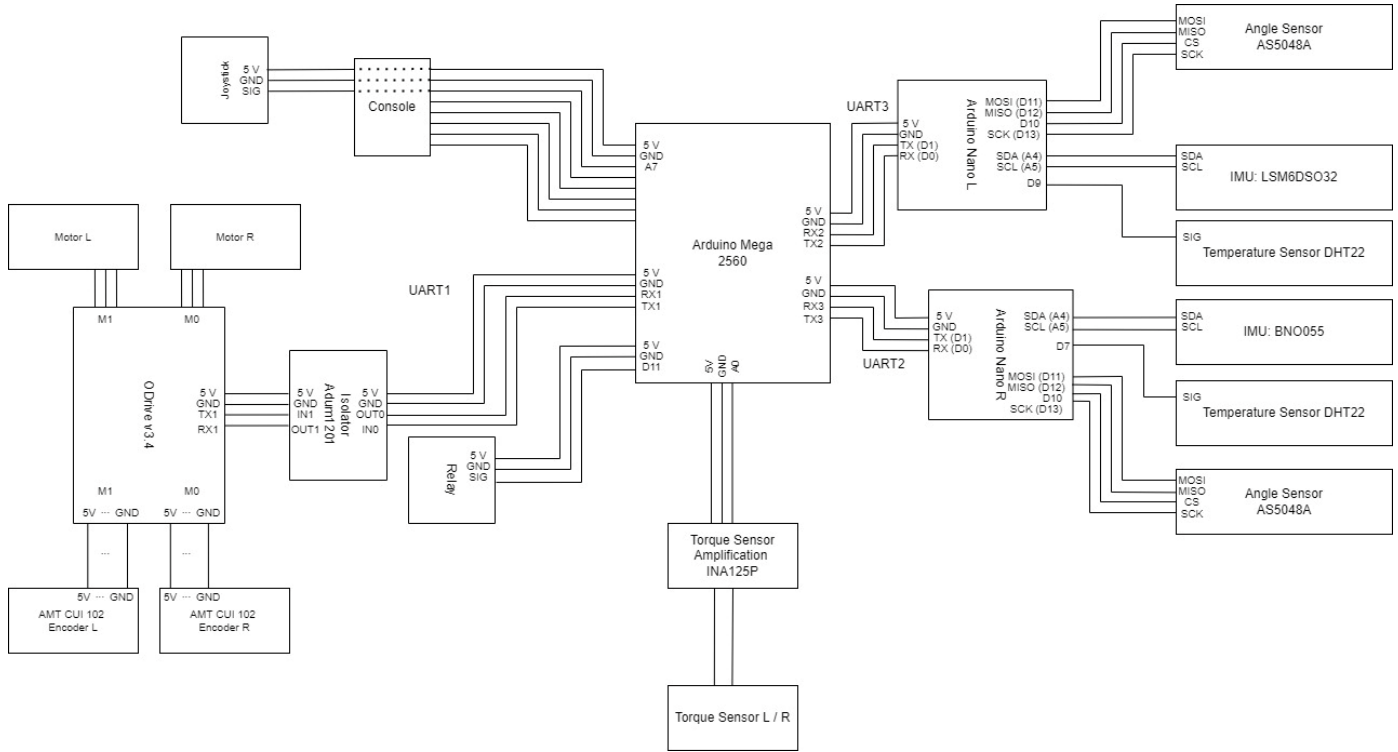 Joystick
5 V
GND
SIG
Console
5 V
GND
A7
Arduino Mega
2560
5 V
GND
RX1
TX1
5 V
GND
D11
5V
GND
A0
5 V
GND
RX2
TX2
5 V
GND
RX3
TX3
UART3
5 V
GND
TX (D1)
RX (D0)
Arduino Nano L
MOSI (D11)
MISO (D12)
D10
SCK (D13)
SDA (A4)
SCL (A5)
D9
MOSI
MISO
CS
SCK
Angle Sensor
AS5048A
SDA
SCL
IMU: LSM6DSO32
SIG
Temperature Sensor DHT22
UART2
5 V
GND
TX (D1)
RX (D0)
Arduino Nano R
SDA (A4)
SCL (A5)
D7
MOSI (D11)
MISO (D12)
D10
SCK (D13)
SDA
SCL
IMU: BNO055
SIG
Temperature Sensor DHT22
MOSI
MISO
CS
SCK
Angle Sensor
AS5048A
Motor L
Motor R
UART1
M1
M0
ODrive v3.4
5 V
GND
TX1
RX1
M1
M0
5V ... GND
5V ... GND
5 V
GND
IN1
OUT1
Isolator
Adum1201
5 V
GND
OUT0
IN0
Relay
5 V
GND
SIG
...
...
5V ... GND
AMT CUI 102
Encoder L
5V ... GND
AMT CUI 102
Encoder R
Torque Sensor
Amplification
INA125P
Torque Sensor L / R